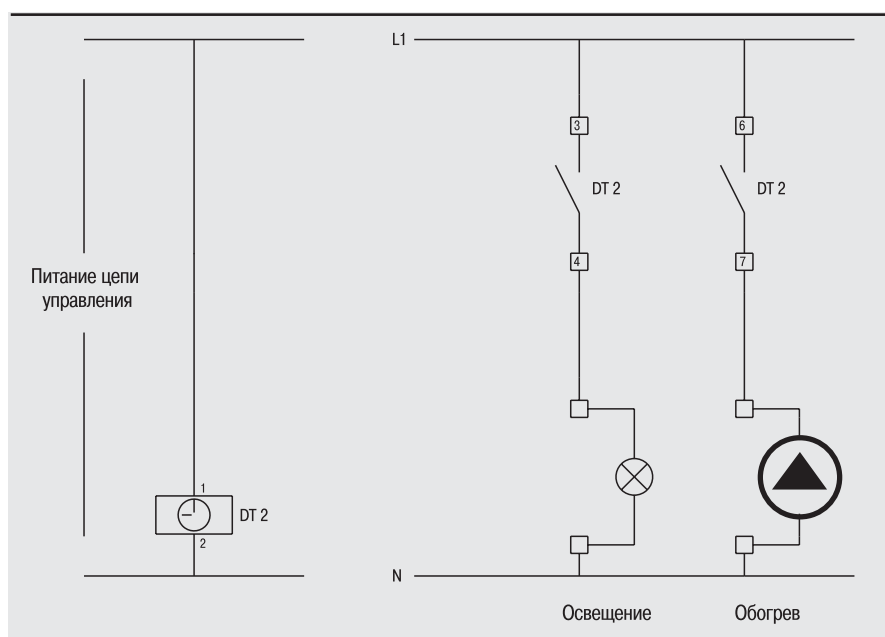 L1
3
6
DT 2
DT 2
4
7
Питание цепи
управления
1
DT 2
2
N
Освещение
Обогрев